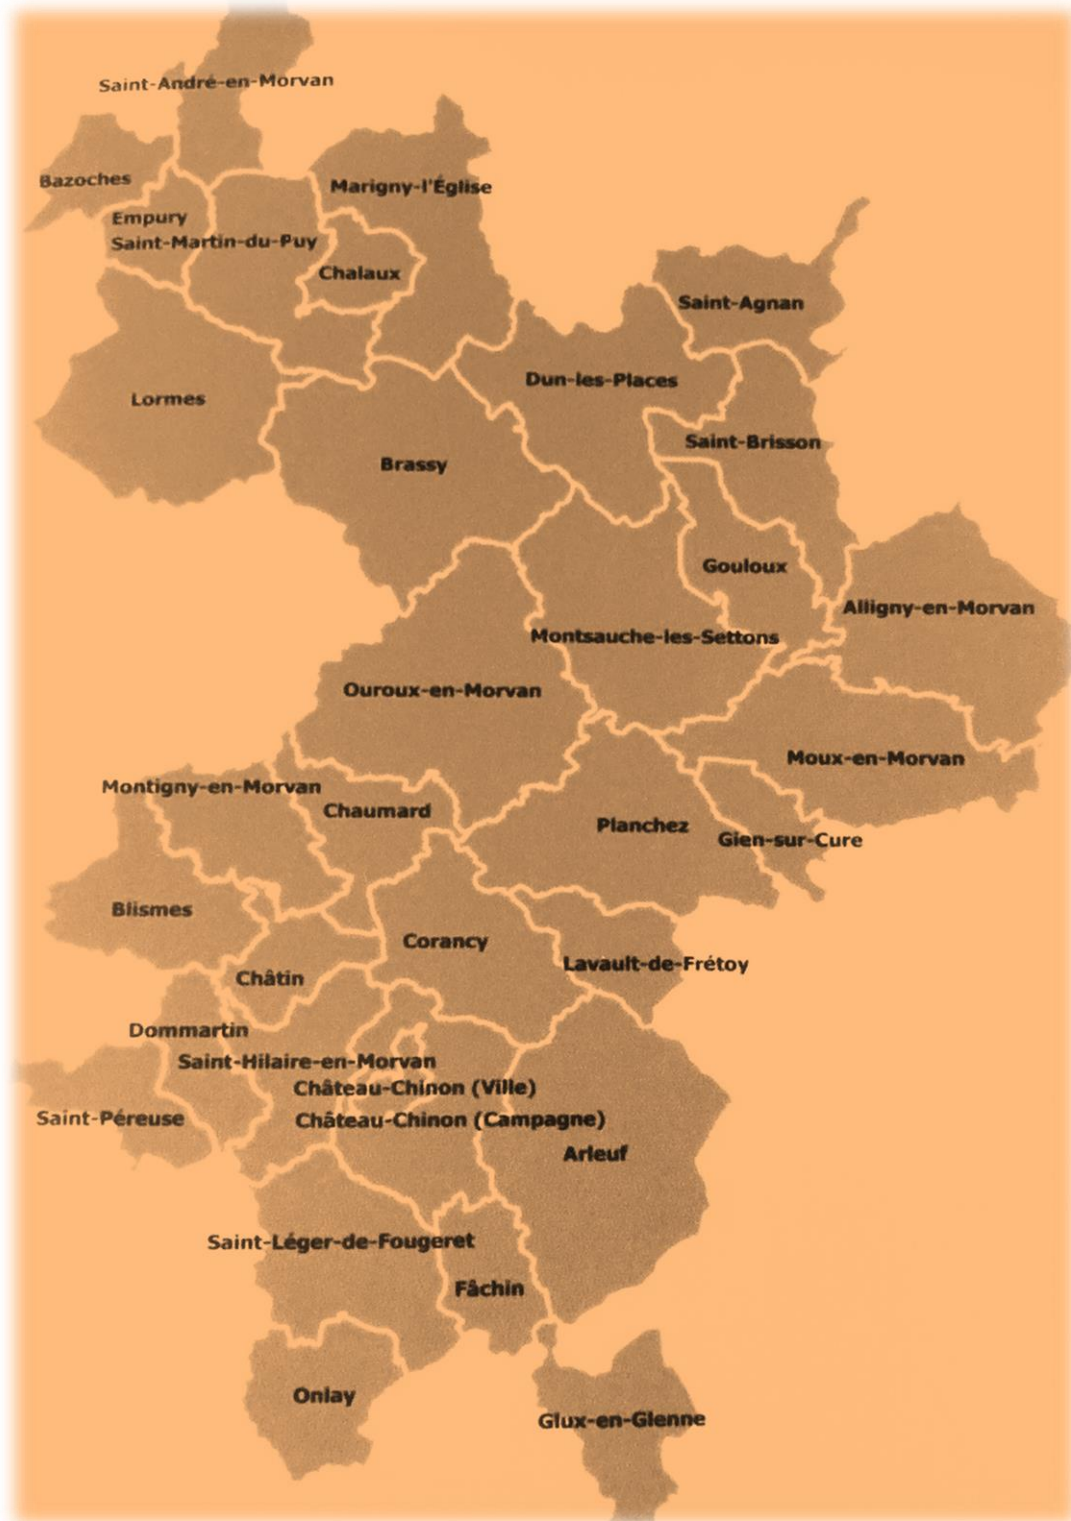 Saint-André-en-Morvan
Bazoches
Marigny-l'Église
Empury
Saint-Martin-du-Puy
Chalaux
Saint-Agnan
Dun-les-Places
Lormes
Saint-Brisson
Brassy
Gouloux
Alligny-en-Morvan
Montsauche-les-Settons
Ouroux-en-Morvan
Moux-en-Morvan
Montigny-en-Morvan
Chaumard
Planchez
Gien-sur-Cure
Blismes
Corancy
Lavault-de-Frétoy
Châtin
Dommartin
Saint-Hilaire-en-Morvan
Château-Chinon (Ville)
Saint-Péreuse
Château-Chinon (Campagne)
Arleuf
Saint-Léger-de-Fougeret
Fâchin
Onlay
Glux-en-Glenne